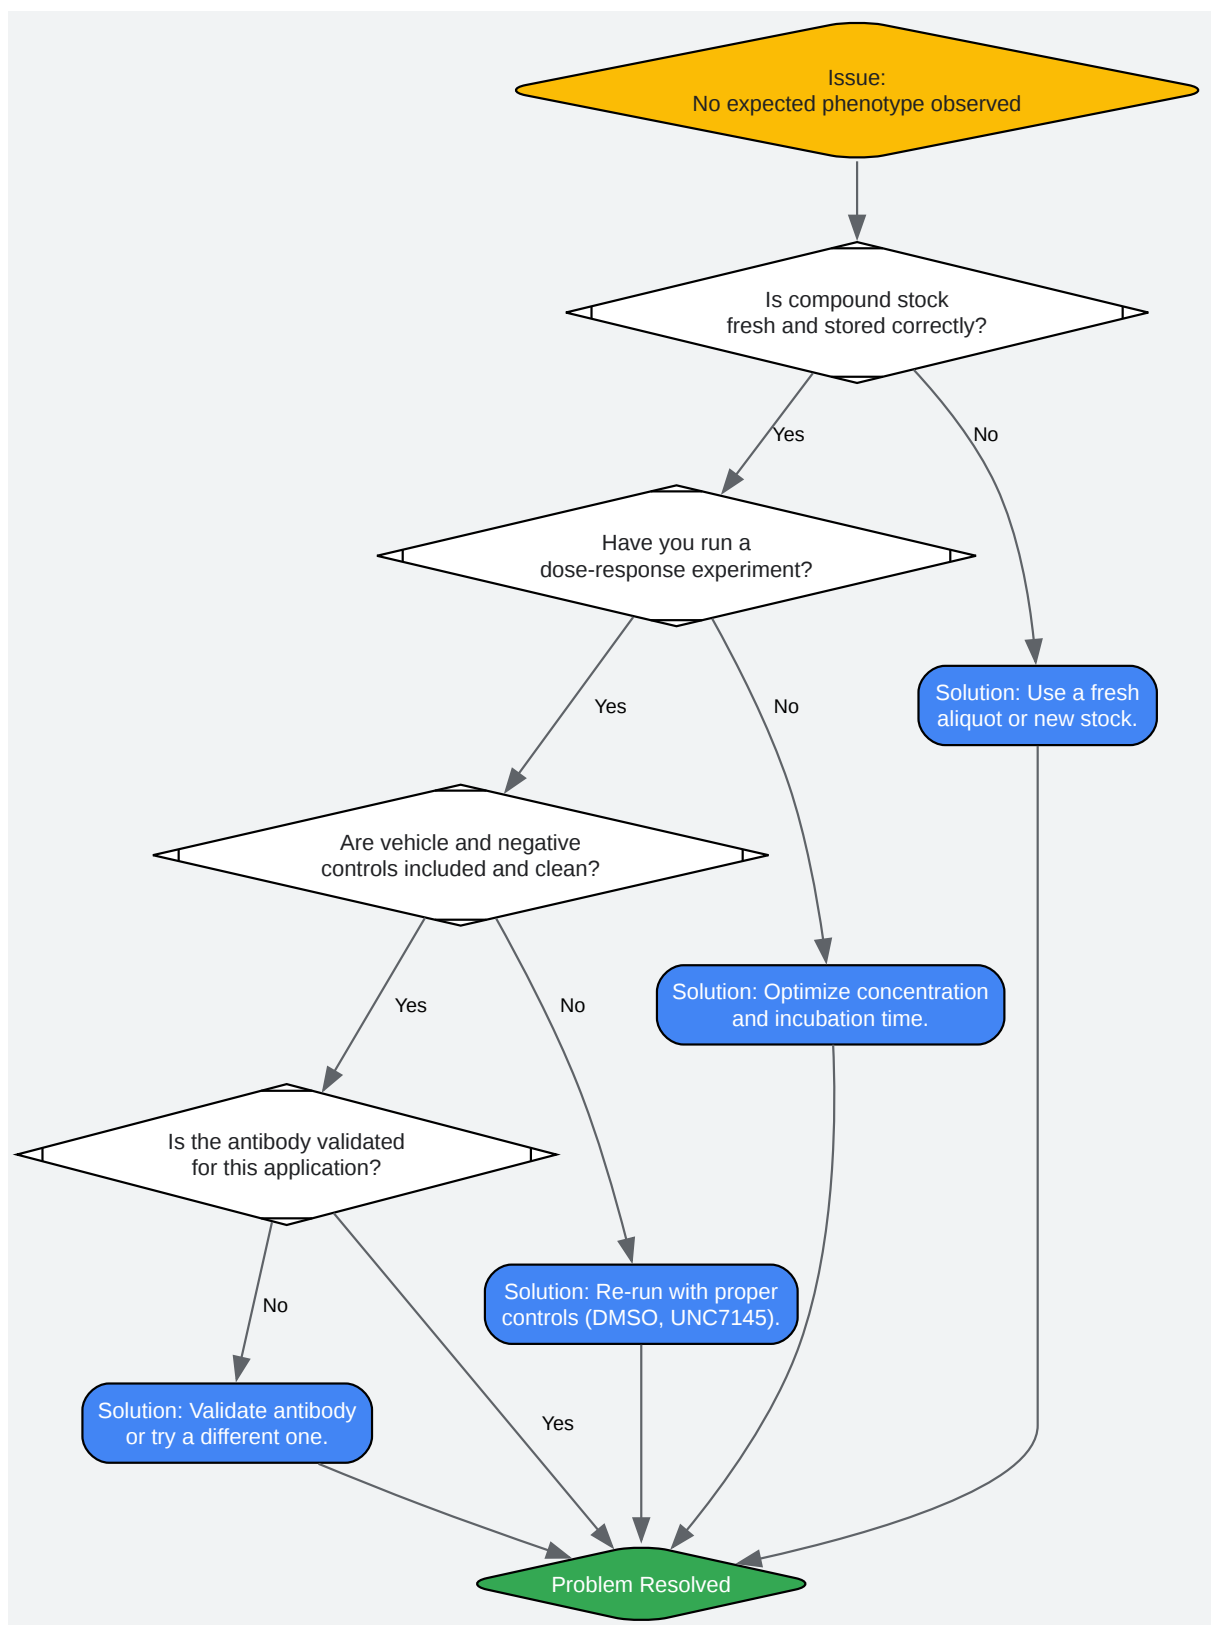 Issue:
No expected phenotype observed
Is compound stock
fresh and stored correctly?
Yes
No
Have you run a
dose-response experiment?
Yes
No
Solution: Use a fresh
aliquot or new stock.
Are vehicle and negative
controls included and clean?
Yes
No
Solution: Optimize concentration
and incubation time.
Is the antibody validated
for this application?
No
Yes
Solution: Re-run with proper
controls (DMSO, UNC7145).
Solution: Validate antibody
or try a different one.
Problem Resolved